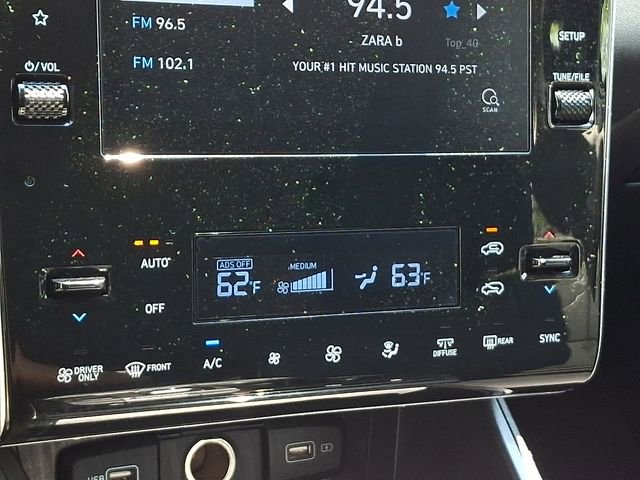 94.5
FM 96.5
ZARA b
Top_40
SETUP
FM 102.1
YOUR #1 HIT MUSIC STATION 94.5 PST
/VOL
TUNE/FILE
SCAN
ADS OFF
MEDIUM
AUTO
62°F
63°F
OFF
DRIVER ONLY
FRONT
A/C
DIFFUSE
REAR
SYNC
USB